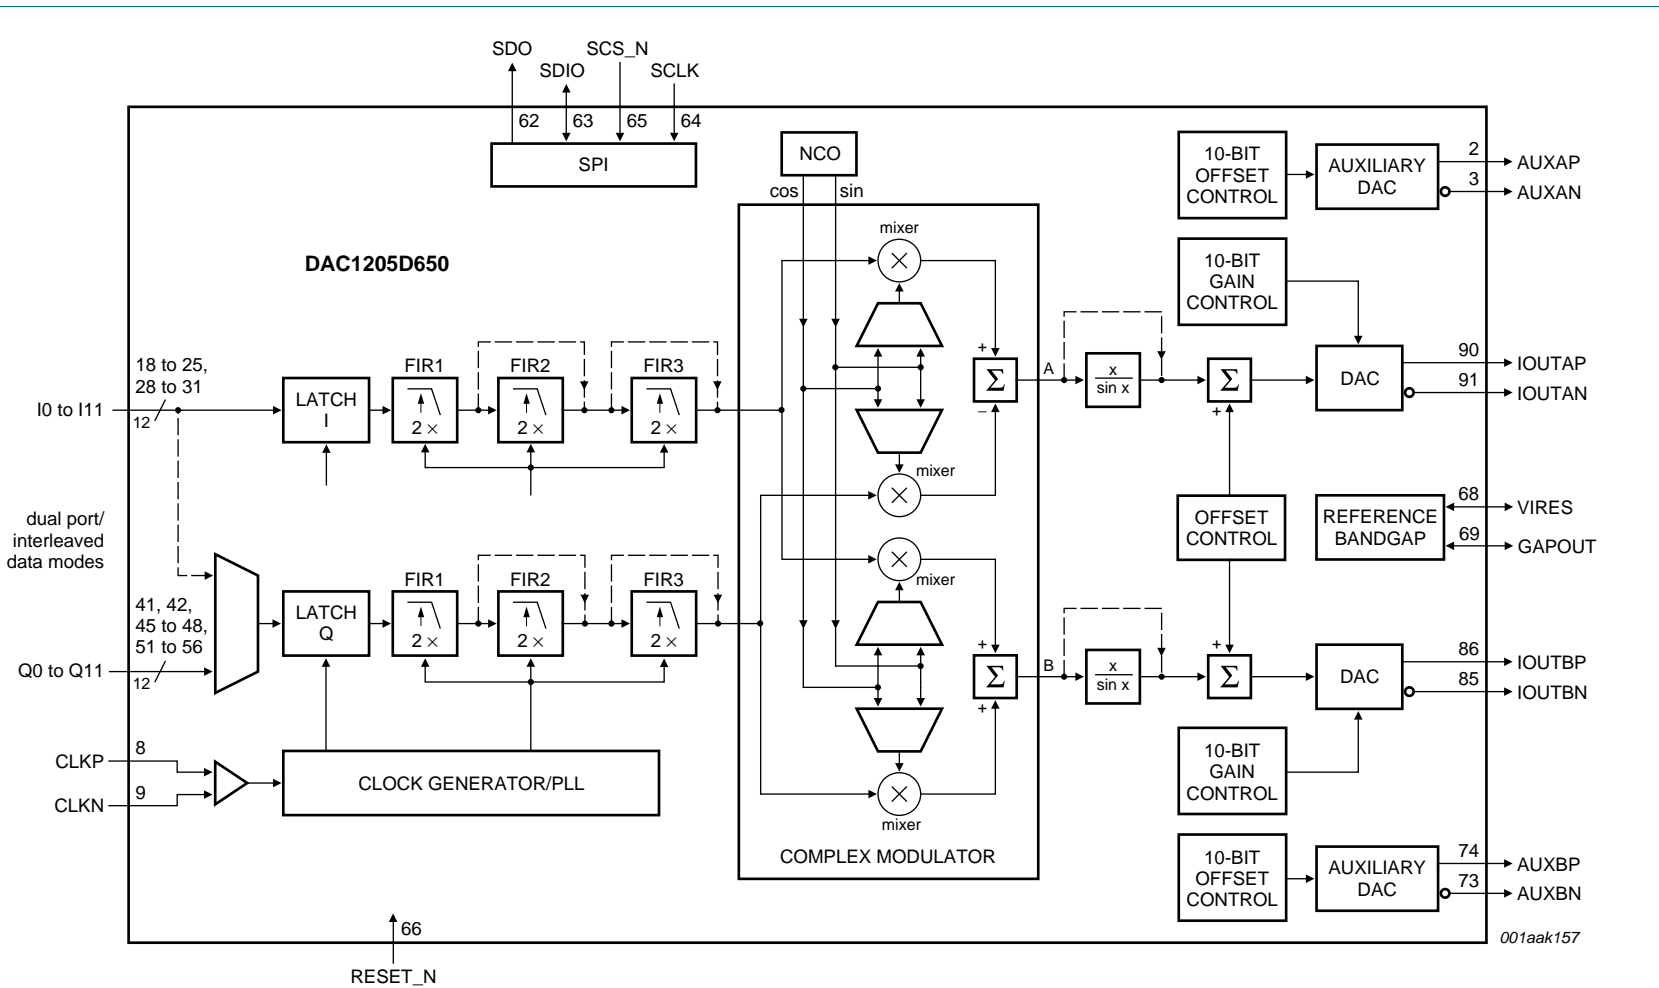 SDO
SDIO
SCS_N
SCLK
62
63
65
64
SPI
NCO
cos
sin
DAC1205D650
mixer
10-BIT
OFFSET
CONTROL
AUXILIARY
DAC
2
AUXAP
3
AUXAN
10-BIT
GAIN
CONTROL
18 to 25,
28 to 31
I0 to I11
12
LATCH
I
FIR1
2 ×
FIR2
2 ×
FIR3
2 ×
+
Σ
−
A
x
sin x
Σ
+
DAC
90
IOUTAP
91
IOUTAN
mixer
dual port/
interleaved
data modes
OFFSET
CONTROL
REFERENCE
BANDGAP
68
VIRES
69
GAPOUT
mixer
41, 42,
45 to 48,
51 to 56
Q0 to Q11
12
LATCH
Q
FIR1
2 ×
FIR2
2 ×
FIR3
2 ×
+
Σ
+
B
x
sin x
+
Σ
DAC
86
IOUTBP
85
IOUTBN
CLKP
8
CLKN
9
CLOCK GENERATOR/PLL
10-BIT
GAIN
CONTROL
mixer
COMPLEX MODULATOR
10-BIT
OFFSET
CONTROL
AUXILIARY
DAC
74
AUXBP
73
AUXBN
66
RESET_N
001aak157